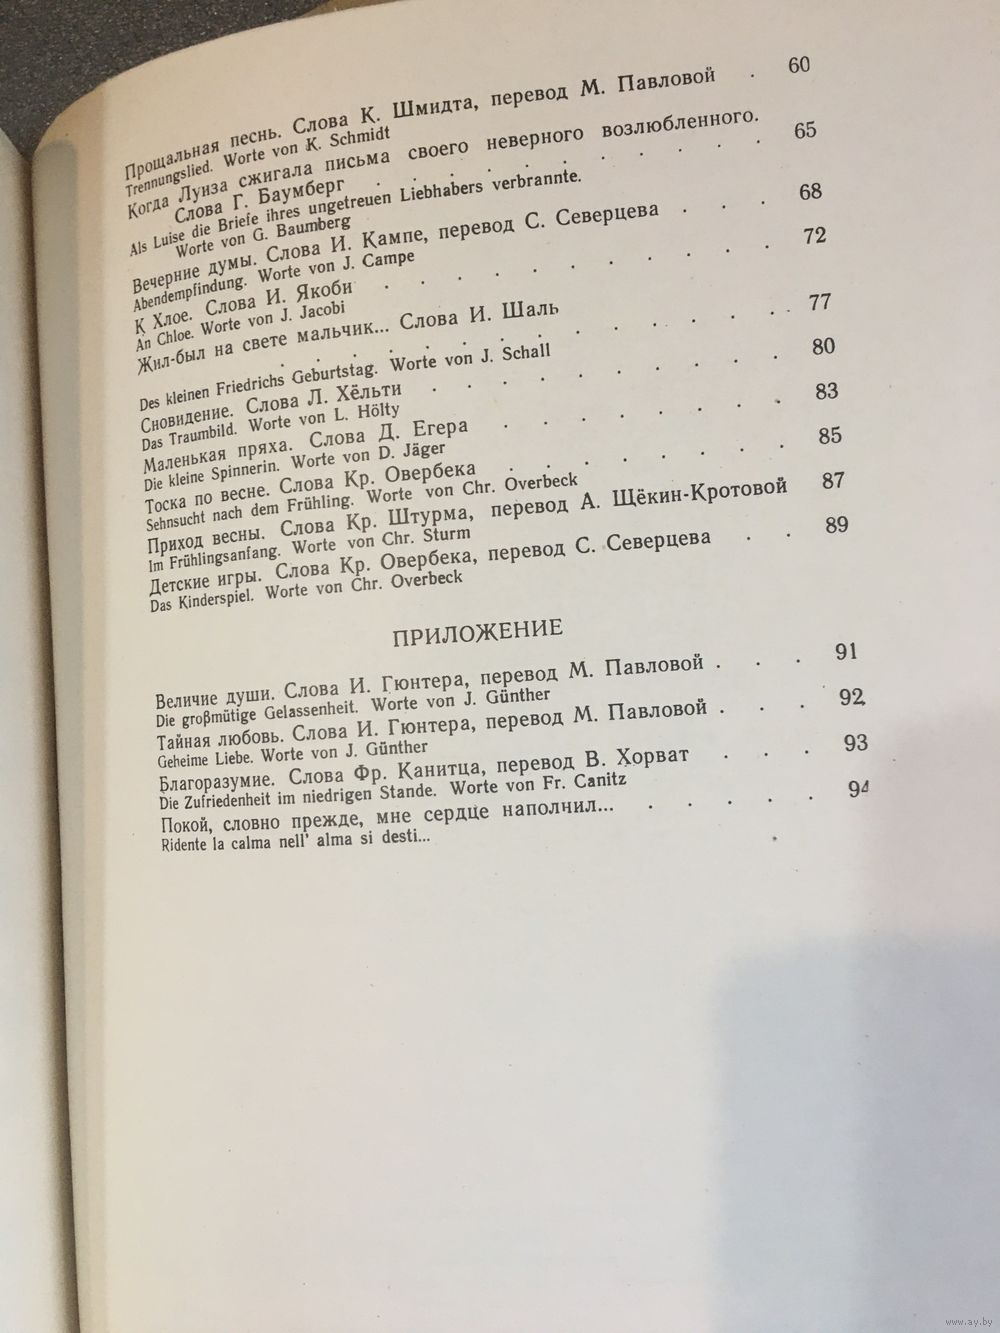 Прощальная песнь. Слова К. Шмидта, перевод М. Павловой . 60
Trennungslied. Worte von K. Schmidt
Когда Луиза сжигала письма своего неверного возлюбленного.
Слова Г. Баумберг . . . . . . . . . 65
Als Luise die Briefe ihres ungetreuen Liebhabers verbrannte.
Worte von G. Baumberg
Вечерние думы. Слова И. Кампе, перевод С. Северцева . . . 68
Abendempfindung. Worte von J. Campe
К Хлое. Слова И. Якоби . . . . . . . . . 72
An Chloe. Worte von J. Jacobi
Жил-был на свете мальчик... Слова И. Шаль
. . . . . . . . . . . 77
Des kleinen Friedrichs Geburtstag. Worte von J. Schall
Сновидение. Слова Л. Хёльти . . . . . . . . 80
Das Traumbild. Worte von L. Hölty
Маленькая пряха. Слова Д. Егера . . . . . . . 83
Die kleine Spinnerin. Worte von D. Jäger
Тоска по весне. Слова Кр. Овербека . . . . . . . 85
Sehnsucht nach dem Frühling. Worte von Chr. Overbeck
Приход весны. Слова Кр. Штурма, перевод А. Щёкин-Кротовой 87
Im Frühlingsanfang. Worte von Chr. Sturm
Детские игры. Слова Кр. Овербека, перевод С. Северцева . . 89
Das Kinderspiel. Worte von Chr. Overbeck
ПРИЛОЖЕНИЕ
Величие души. Слова И. Гюнтера, перевод М. Павловой . . . 91
Die großmütige Gelassenheit. Worte von J. Günther
Тайная любовь. Слова И. Гюнтера, перевод М. Павловой . . . 92
Geheime Liebe. Worte von J. Günther
Благоразумие. Слова Фр. Канитца, перевод В. Хорват . . . 93
Die Zufriedenheit im niedrigen Stande. Worte von Fr. Canitz
Покой, словно прежде, мне сердце наполнил... . . . . . 94
Ridente la calma nell' alma si desti...
www.ay.by